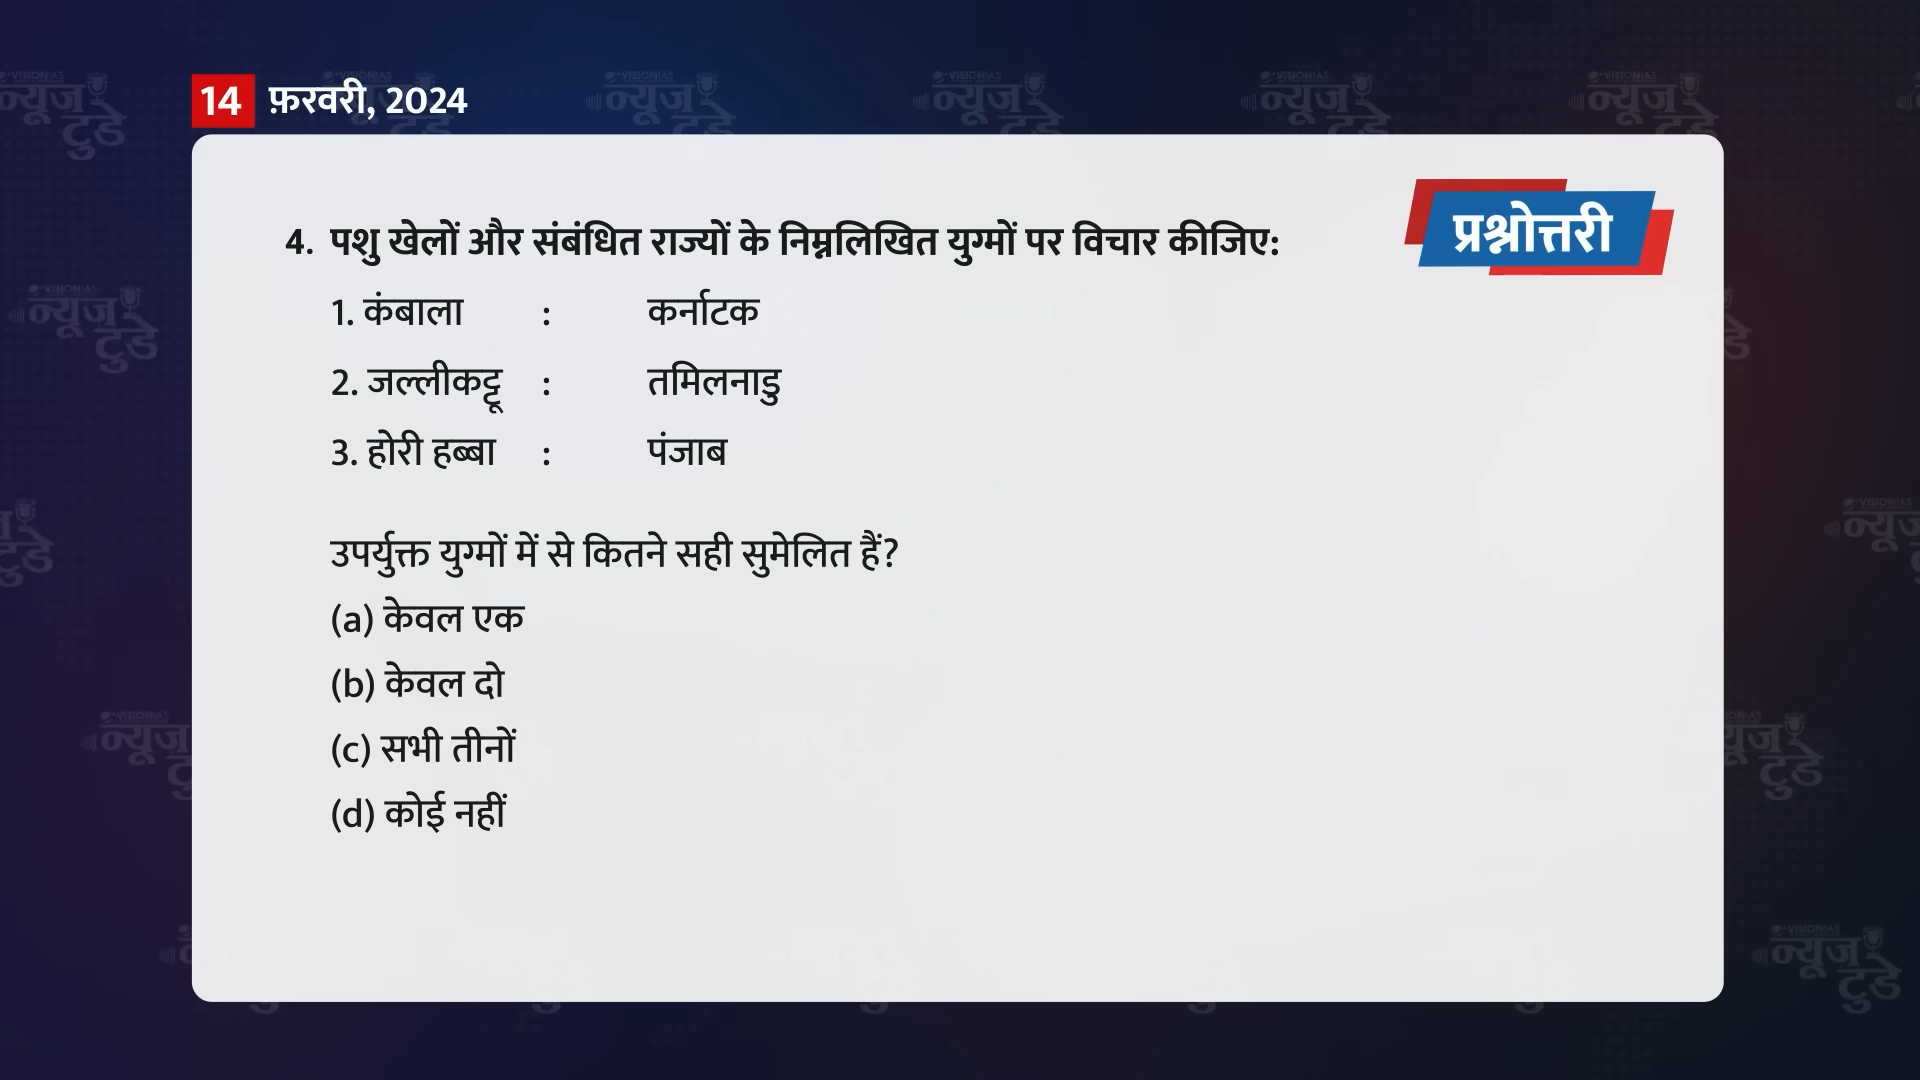 14 फ़रवरी, 2024
प्रश्नोत्तरी
4. पशु खेलों और संबंधित राज्यों के निम्नलिखित युग्मों पर विचार कीजिए:
1. कंबाला : कर्नाटक
2. जल्लीकट्टू : तमिलनाडु
3. होरी हब्बा : पंजाब
उपर्युक्त युग्मों में से कितने सही सुमेलित हैं?
(a) केवल एक
(b) केवल दो
(c) सभी तीनों
(d) कोई नहीं
VISIONIAS
न्यूज़
टुडे